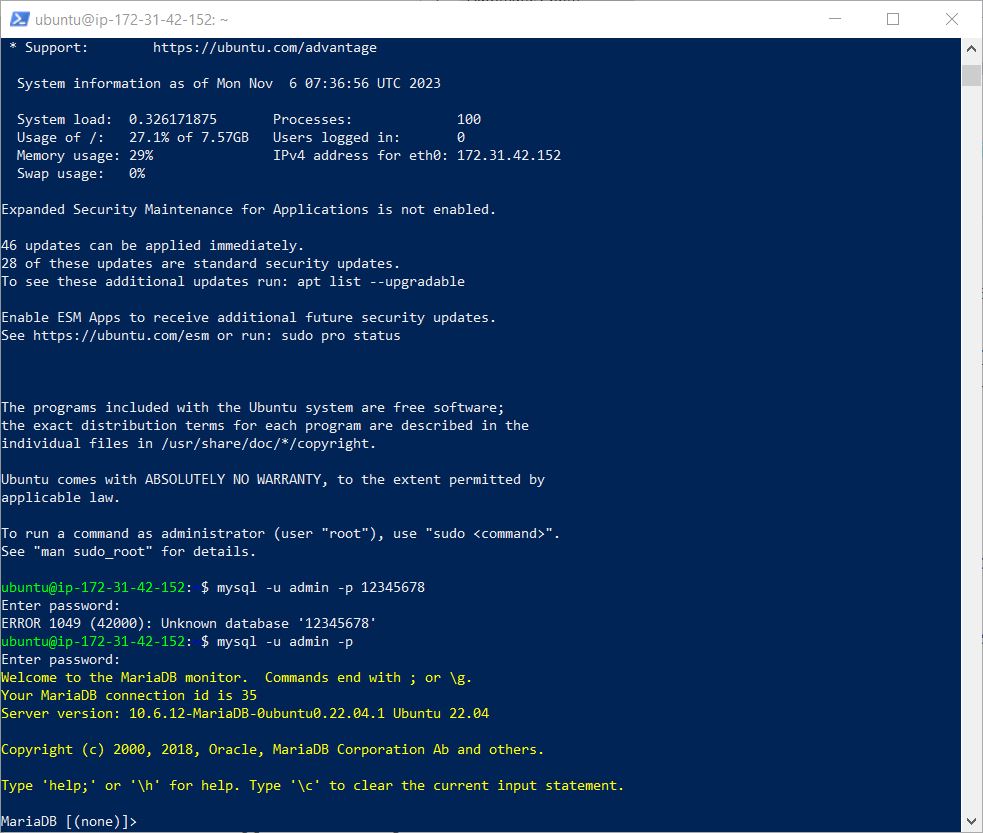 ubuntu@ip-172-31-42-152: ~
* Support:        https://ubuntu.com/advantage
System information as of Mon Nov  6 07:36:56 UTC 2023
System load:  0.326171875       Processes:             100
Usage of /:   27.1% of 7.57GB   Users logged in:       0
Memory usage: 29%               IPv4 address for eth0: 172.31.42.152
Swap usage:   0%
Expanded Security Maintenance for Applications is not enabled.
46 updates can be applied immediately.
28 of these updates are standard security updates.
To see these additional updates run: apt list --upgradable
Enable ESM Apps to receive additional future security updates.
See https://ubuntu.com/esm or run: sudo pro status
The programs included with the Ubuntu system are free software;
the exact distribution terms for each program are described in the
individual files in /usr/share/doc/*/copyright.
Ubuntu comes with ABSOLUTELY NO WARRANTY, to the extent permitted by
applicable law.
To run a command as administrator (user "root"), use "sudo <command>".
See "man sudo_root" for details.
ubuntu@ip-172-31-42-152: $ mysql -u admin -p 12345678
Enter password:
ERROR 1049 (42000): Unknown database '12345678'
ubuntu@ip-172-31-42-152: $ mysql -u admin -p
Enter password:
Welcome to the MariaDB monitor.  Commands end with ; or \g.
Your MariaDB connection id is 35
Server version: 10.6.12-MariaDB-0ubuntu0.22.04.1 Ubuntu 22.04
Copyright (c) 2000, 2018, Oracle, MariaDB Corporation Ab and others.
Type 'help;' or '\h' for help. Type '\c' to clear the current input statement.
MariaDB [(none)]>